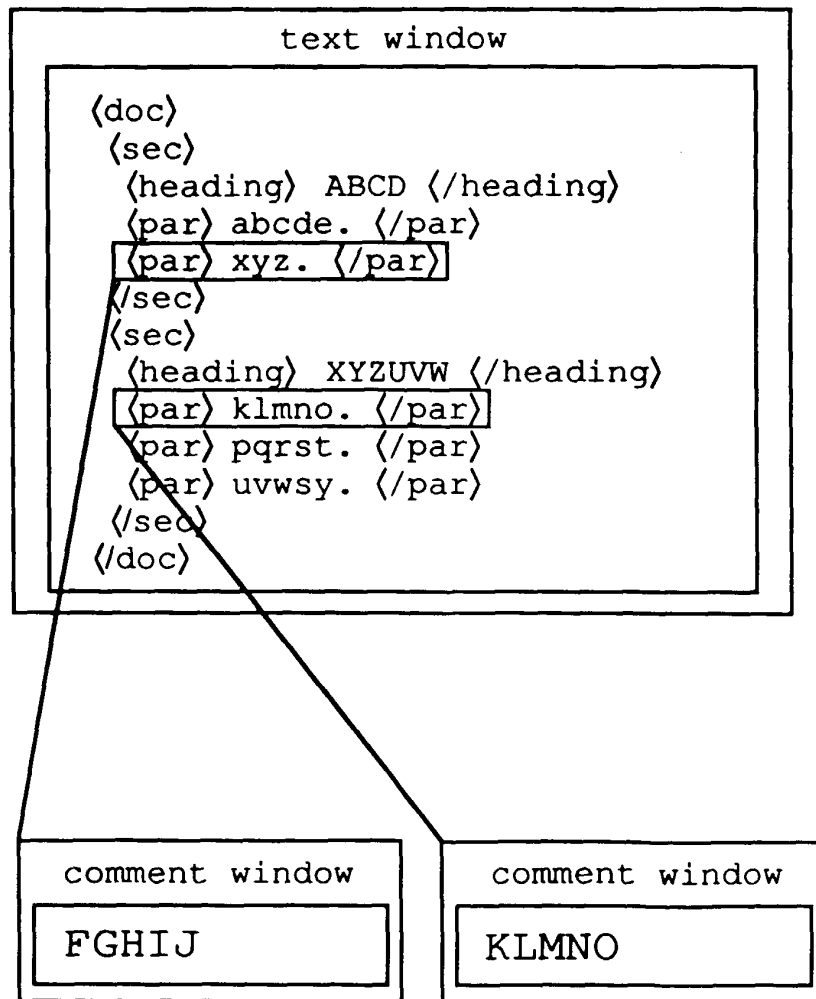 text window
⟨doc⟩
⟨sec⟩
⟨heading⟩ ABCD ⟨/heading⟩
⟨par⟩ abcde. ⟨/par⟩
⟨par⟩ xyz. ⟨/par⟩
⟨/sec⟩
⟨sec⟩
⟨heading⟩ XYZUVW ⟨/heading⟩
⟨par⟩ klmno. ⟨/par⟩
⟨par⟩ pqrst. ⟨/par⟩
⟨par⟩ uvwsy. ⟨/par⟩
⟨/sec⟩
⟨/doc⟩
comment window
FGHIJ
comment window
KLMNO